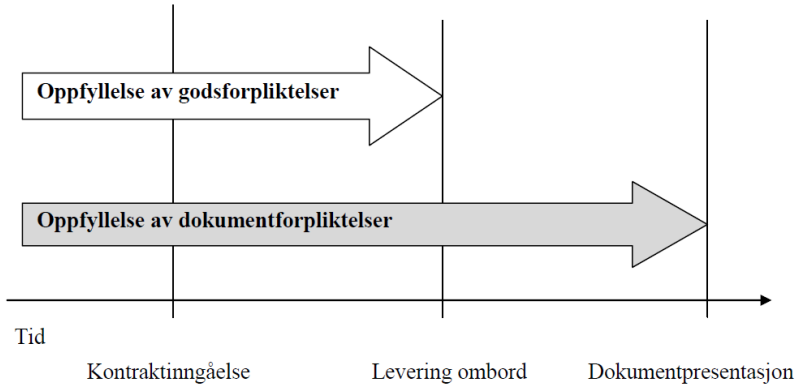 Oppfyllelse av godsforpliktelser
Oppfyllelse av dokumentforpliktelser
Tid
Kontraktinngåelse
Levering ombord
Dokumentpresentasjon